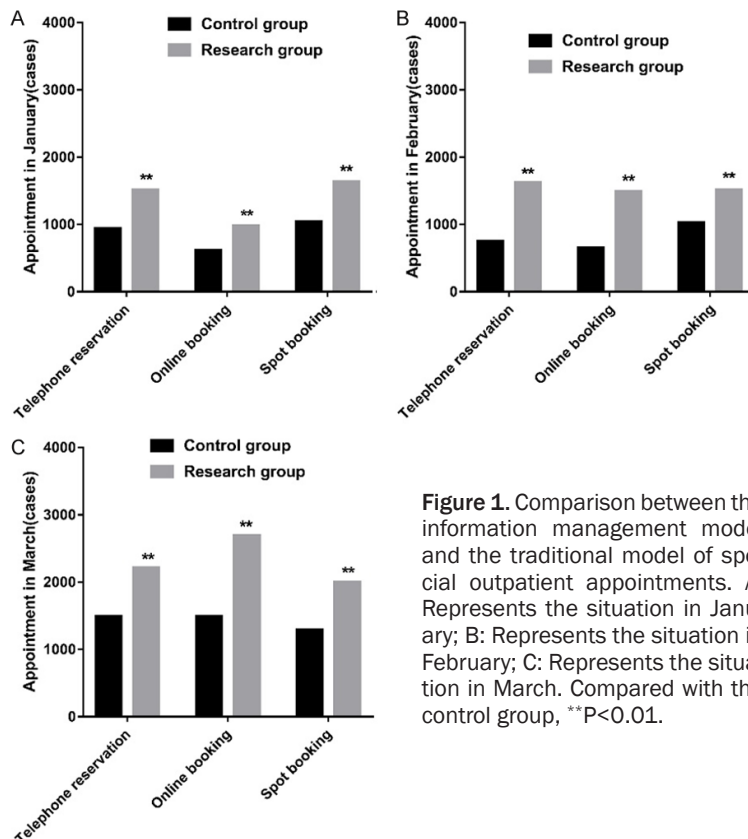 A
Control group
Research group
Appointment in January(cases)
4000
3000
2000
1000
0
**
**
**
Telephone reservation
Online booking
Spot booking
B
Control group
Research group
Appointment in February(cases)
4000
3000
2000
1000
0
**
**
**
Telephone reservation
Online booking
Spot booking
C
Control group
Research group
Appointment in March(cases)
4000
3000
2000
1000
0
**
**
**
Telephone reservation
Online booking
Spot booking
Figure 1. Comparison between th
information management mode
and the traditional model of spe
cial outpatient appointments. A
Represents the situation in Janu
ary; B: Represents the situation i
February; C: Represents the situa
tion in March. Compared with th
control group, **P<0.01.